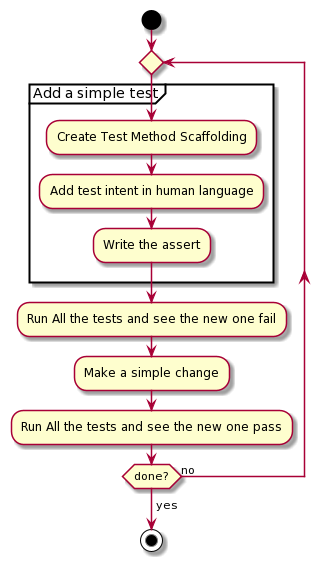 Add a simple test
Create Test Method Scaffolding
Add test intent in human language
Write the assert
Run All the tests and see the new one fail
Make a simple change
Run All the tests and see the new one pass
done?
no
yes